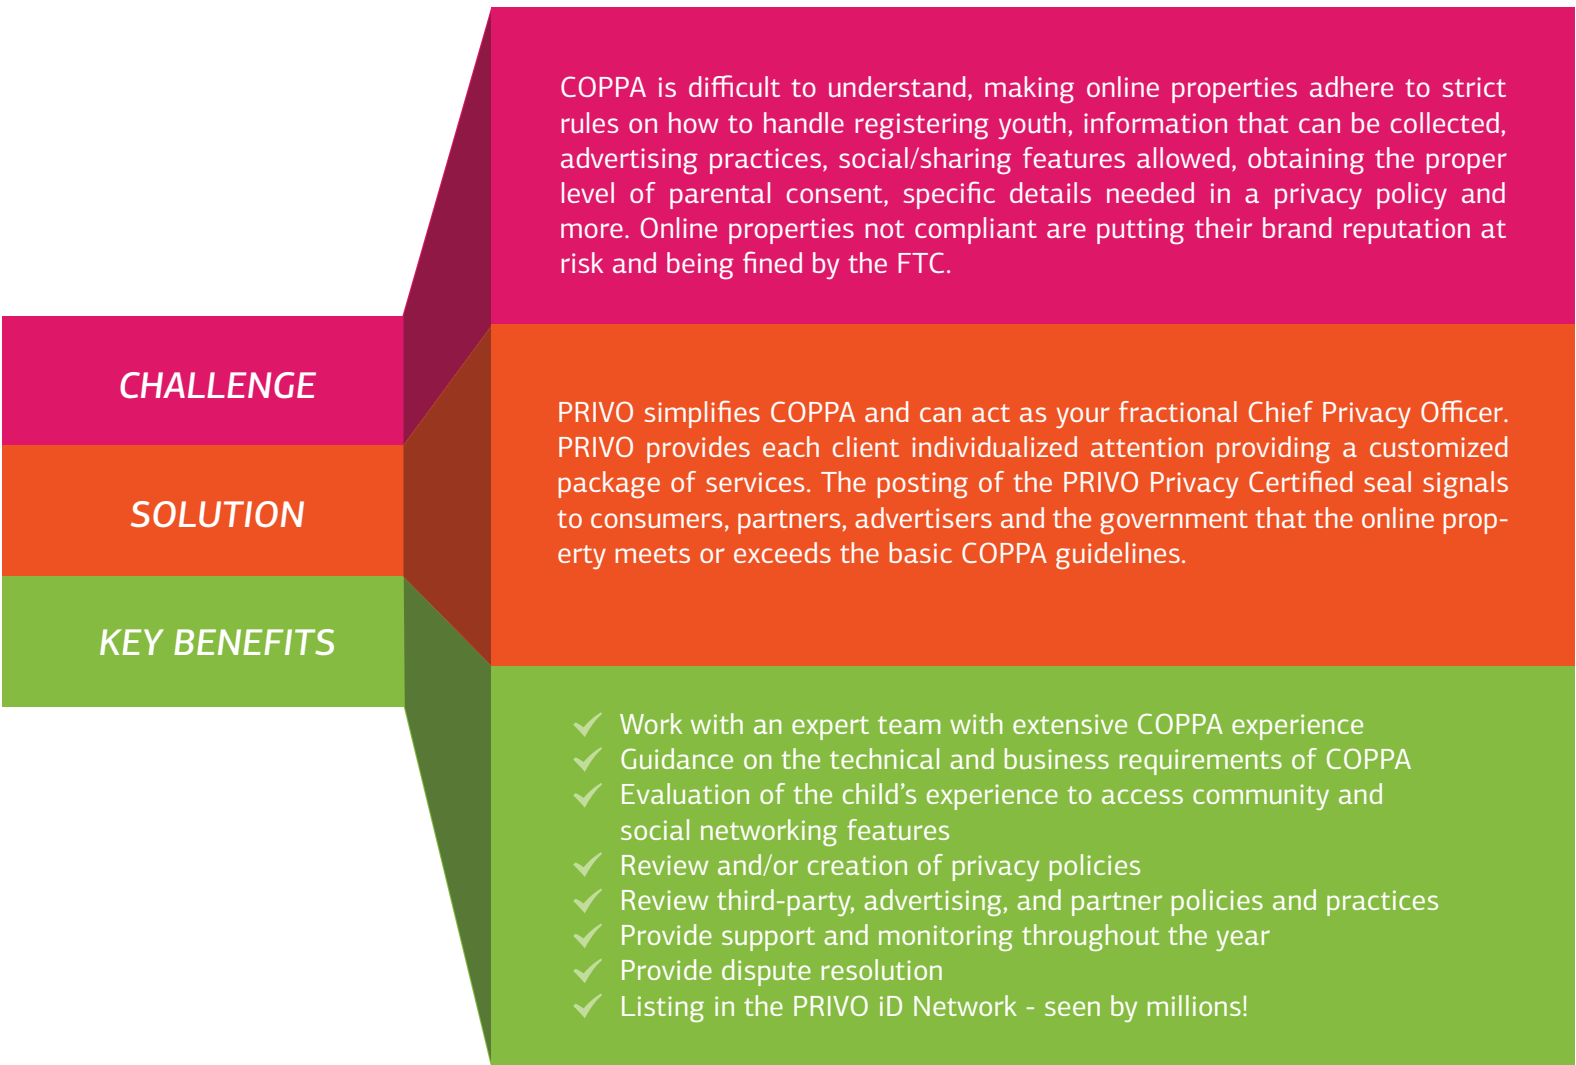 COPPA is difficult to understand, making online properties adhere to strict
rules on how to handle registering youth, information that can be collected,
advertising practices, social/sharing features allowed, obtaining the proper
level of parental consent, specific details needed in a privacy policy and
more. Online properties not compliant are putting their brand reputation at
risk and being fined by the FTC.
CHALLENGE
PRIVO simplifies COPPA and can act as your fractional Chief Privacy Officer.
PRIVO provides each client individualized attention providing a customized
package of services. The posting of the PRIVO Privacy Certified seal signals
to consumers, partners, advertisers and the government that the online prop-
erty meets or exceeds the basic COPPA guidelines.
SOLUTION
KEY BENEFITS
Work with an expert team with extensive COPPA experience
Guidance on the technical and business requirements of COPPA
Evaluation of the child’s experience to access community and
social networking features
Review and/or creation of privacy policies
Review third-party, advertising, and partner policies and practices
Provide support and monitoring throughout the year
Provide dispute resolution
Listing in the PRIVO iD Network - seen by millions!